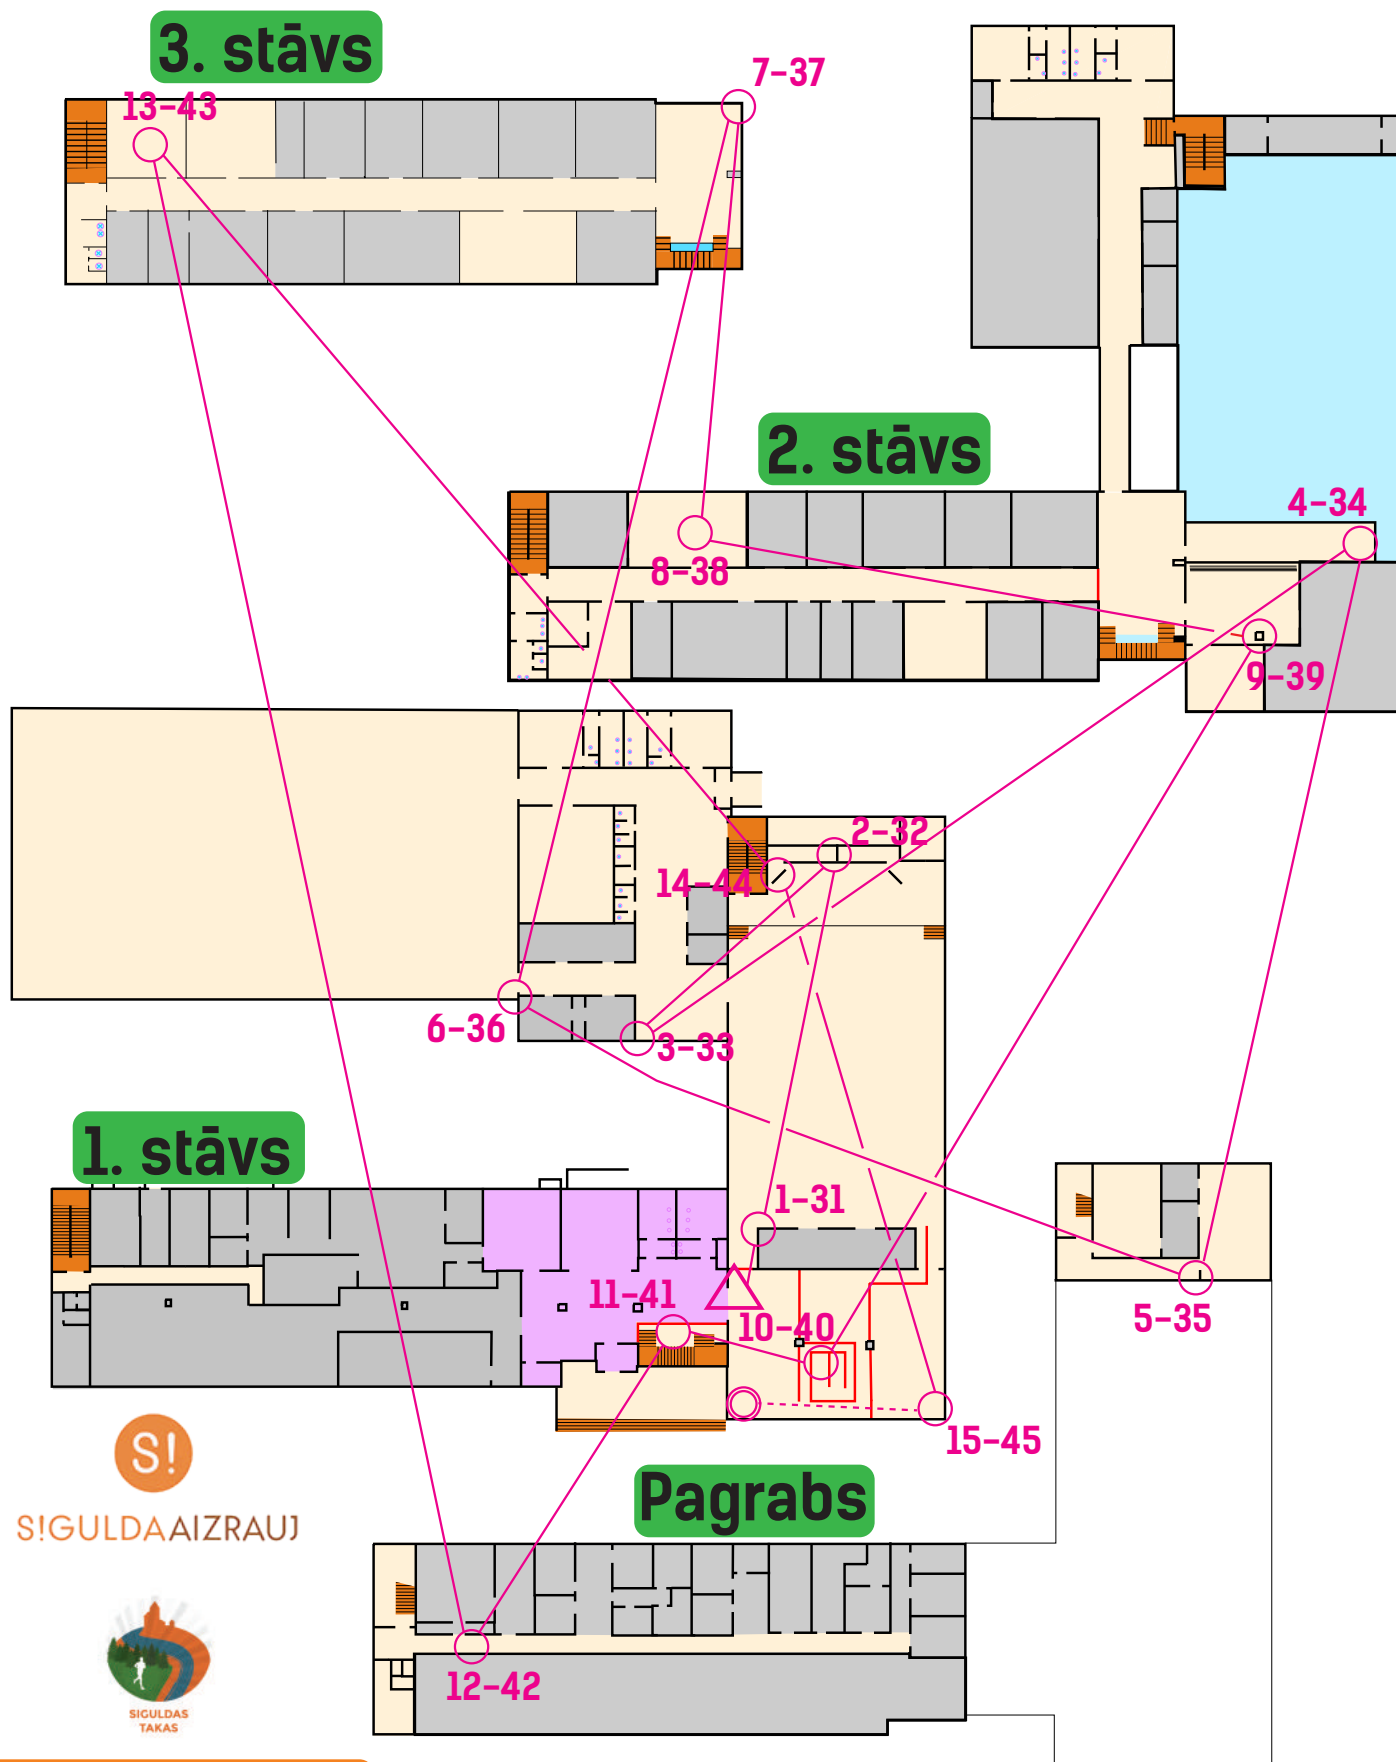 3. stāvs
7-37
13-43
2. stāvs
4-34
8-38
9-39
2-32
14-44
6-36
3-33
1. stāvs
1-31
11-41
10-40
5-35
15-45
S!
S!GULDAAIZRAUJ
Pagrabs
12-42
SIGULDAS
TAKAS